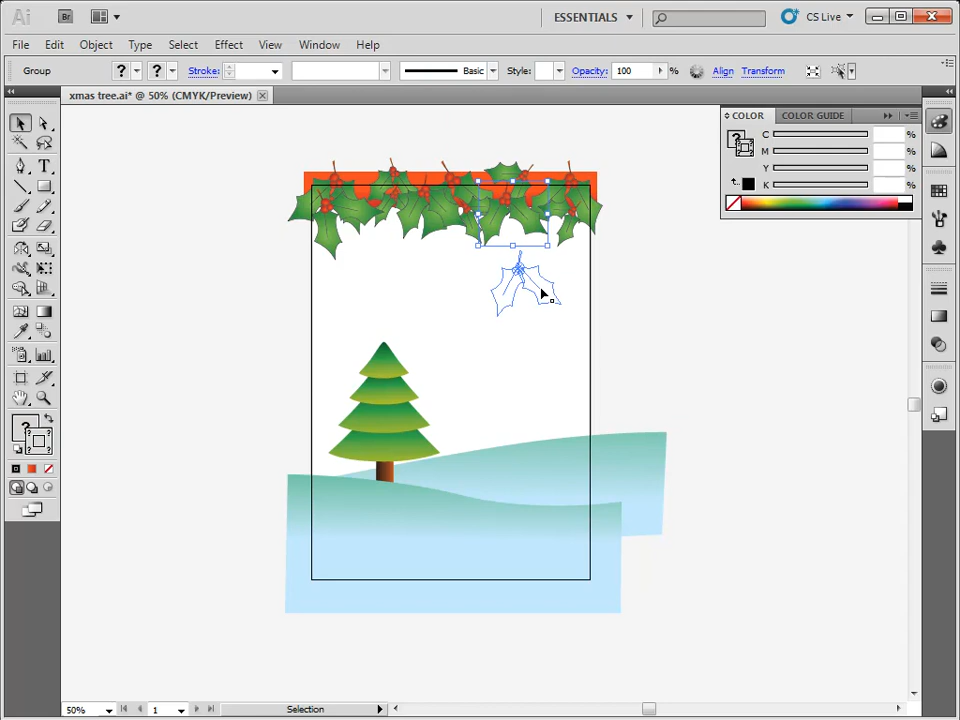 Ai Br ESSENTIALS CS Live
File Edit Object Type Select Effect View Window Help
Group ? ? Stroke: Basic Style: Opacity: 100 % Align Transform
xmas tree.ai* @ 50% (CMYK/Preview)
COLOR COLOR GUIDE
C %
M %
Y %
K %
T
?
50% 1 Selection